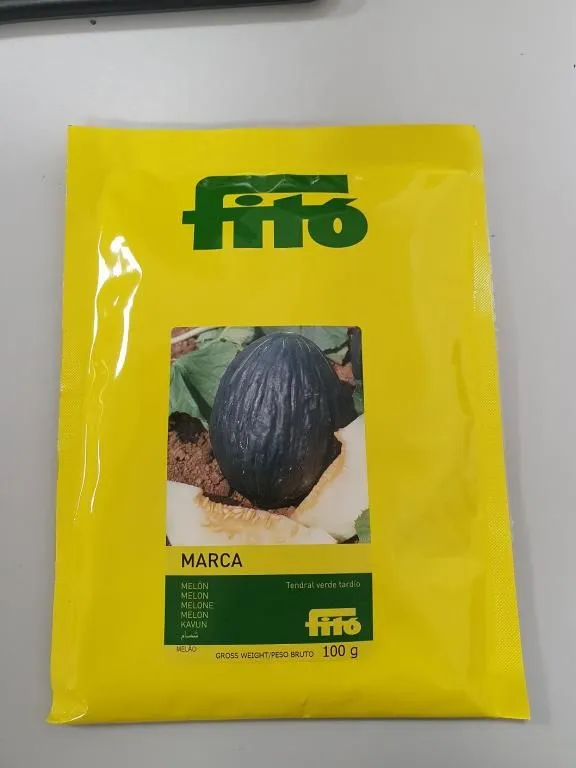 fitó
MARCA
MELÓN
MELON
MELONE
MELON
KAVUN
شمام
MELÃO
Tendral verde tardío
fitó
GROSS WEIGHT/PESO BRUTO 100 g